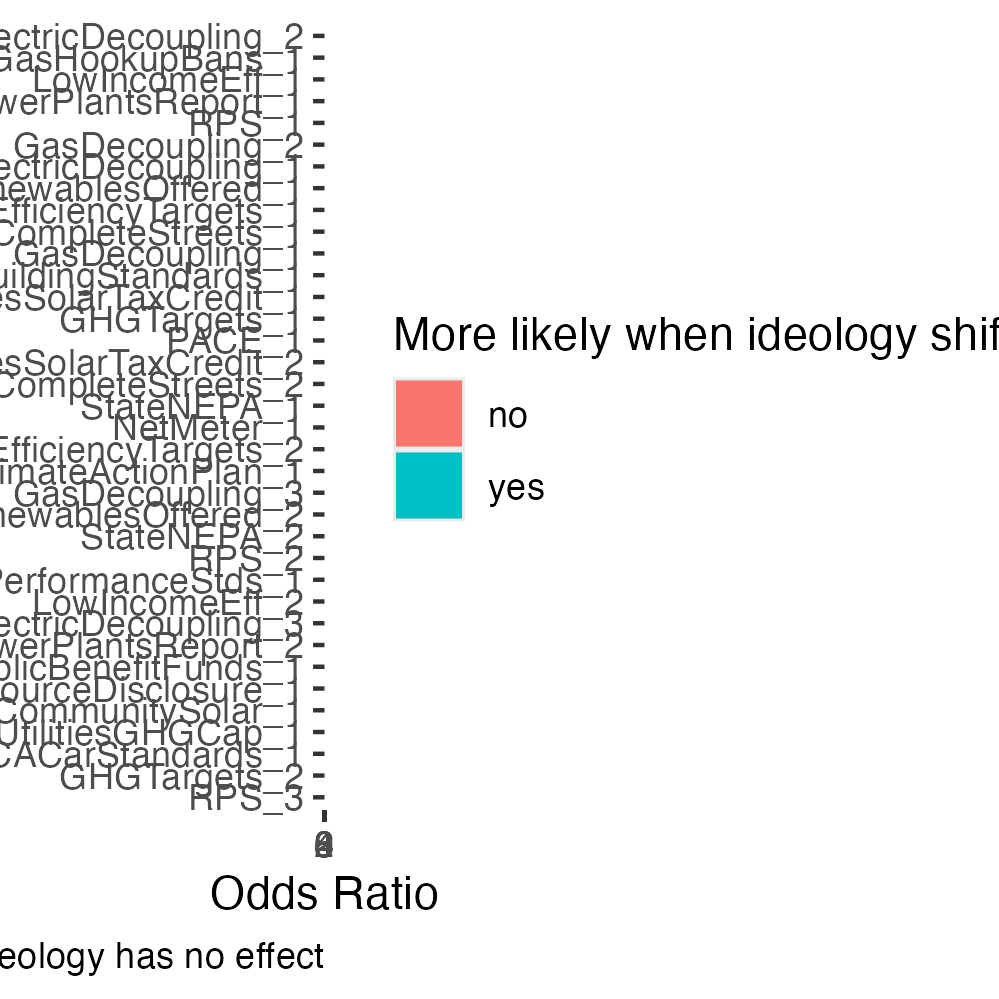 ectricDecoupling_2
GasHookupBans_1
LowIncomeEff_1
werPlantsReport_1
RPS_1
GasDecoupling_2
ectricDecoupling_1
newablesOffered_1
EfficiencyTargets_1
CompleteStreets_1
GasDecoupling_1
uildingStandards_1
esSolarTaxCredit_1
GHGTargets_1
PACE_1
esSolarTaxCredit_2
CompleteStreets_2
StateNEPA_1
NetMeter_1
EfficiencyTargets_2
imateActionPlan_1
GasDecoupling_3
newablesOffered_2
StateNEPA_2
RPS_2
PerformanceStds_1
LowIncomeEff_2
ectricDecoupling_3
werPlantsReport_2
blicBenefitFunds_1
ourceDisclosure_1
CommunitySolar_1
UtilitiesGHGCap_1
CACarStandards_1
GHGTargets_2
RPS_3
Odds Ratio
eology has no effect
More likely when ideology shif
no
yes